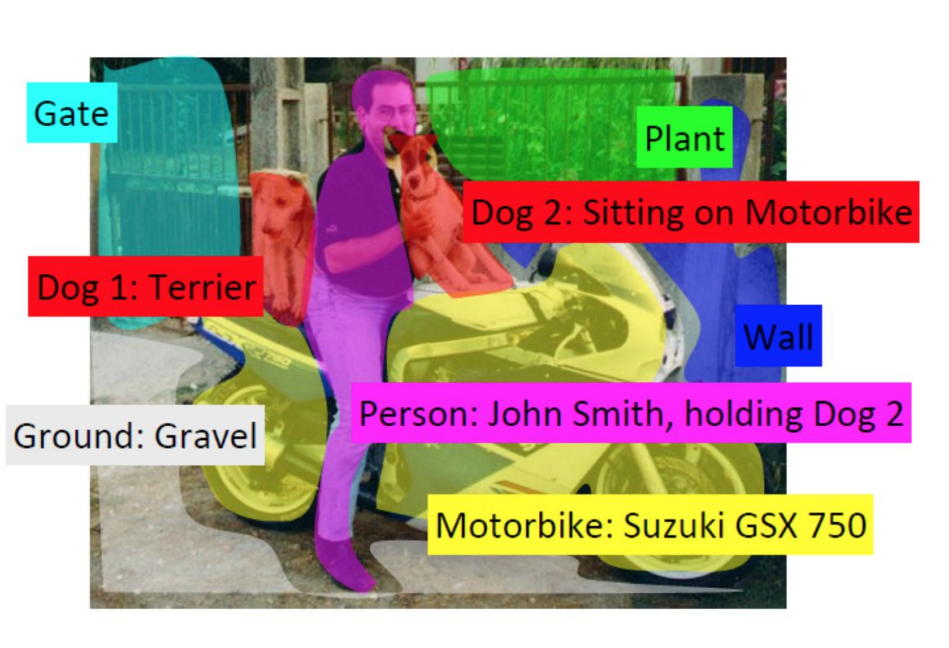 Gate
Plant
Dog 2: Sitting on Motorbike
Dog 1: Terrier
Wall
Person: John Smith, holding Dog 2
Ground: Gravel
Motorbike: Suzuki GSX 750
750